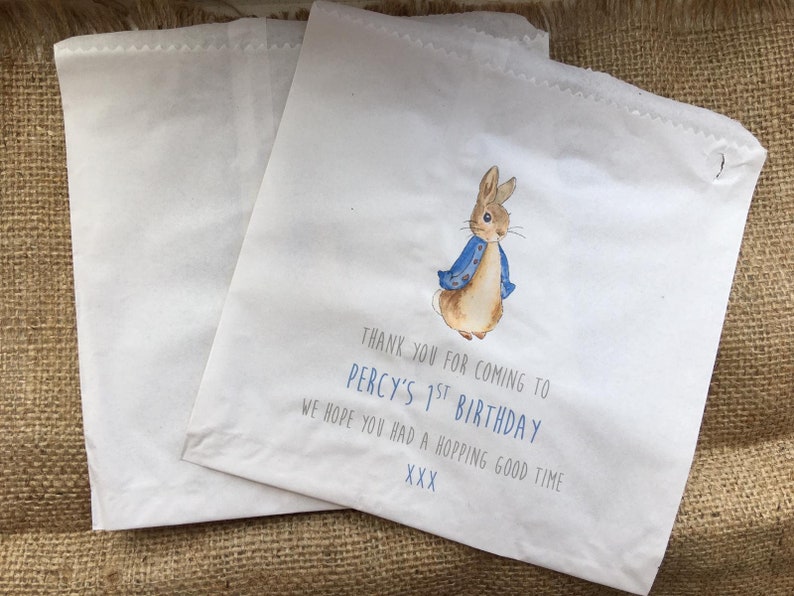 THANK YOU FOR COMING TO
PERCY'S 1ST BIRTHDAY
WE HOPE YOU HAD A HOPPING GOOD TIME
XXX